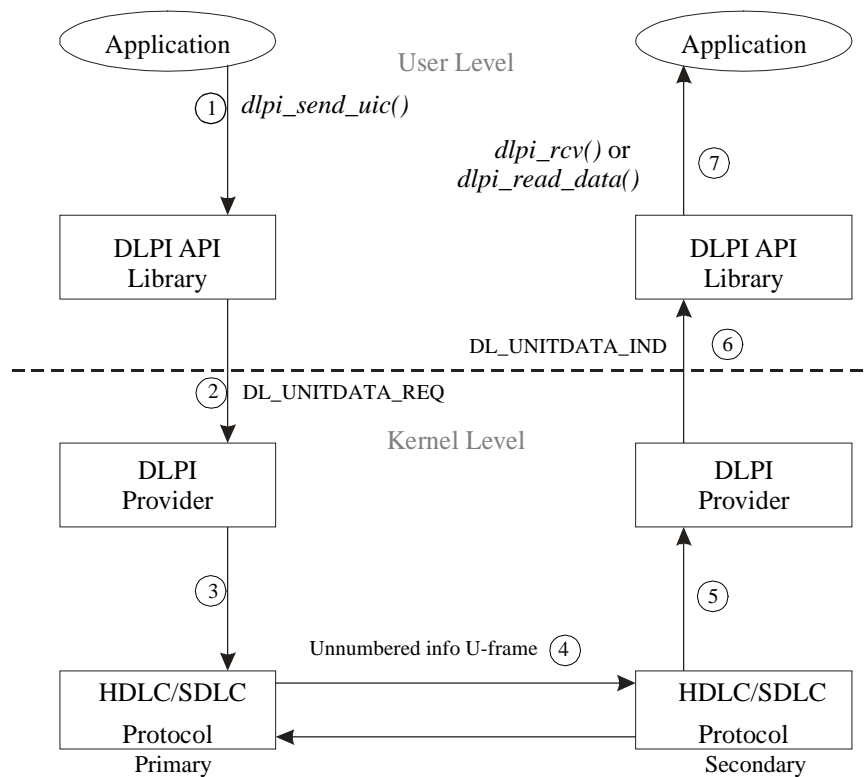 Application
Application
User Level
1
dlpi_send_uic()
dlpi_rcv() or
dlpi_read_data()
7
DLPI API
Library
DLPI API
Library
DL_UNITDATA_IND
6
2
DL_UNITDATA_REQ
Kernel Level
DLPI
Provider
DLPI
Provider
3
5
Unnumbered info U-frame
4
HDLC/SDLC
Protocol
Primary
HDLC/SDLC
Protocol
Secondary